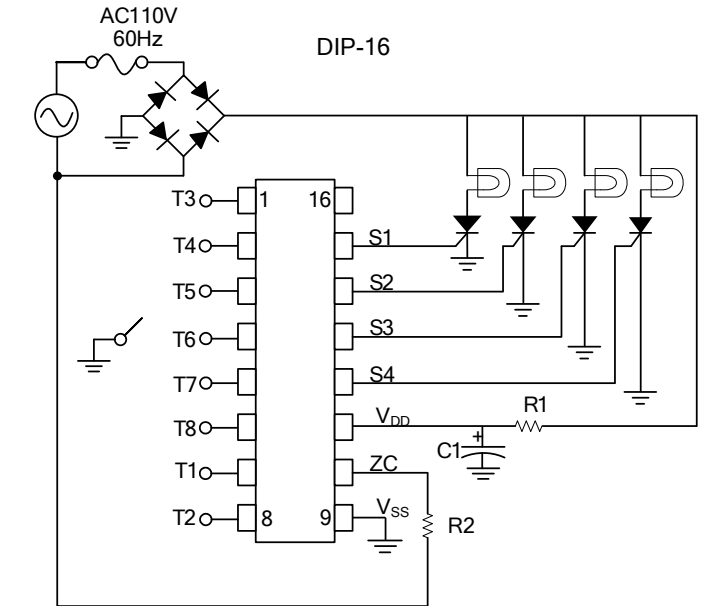 AC110V
60Hz
DIP-16
T3 1 16
T4 S1
T5 S2
T6 S3
T7 S4
T8 VDD R1
C1 +
T1 ZC
T2 8 9 VSS
R2